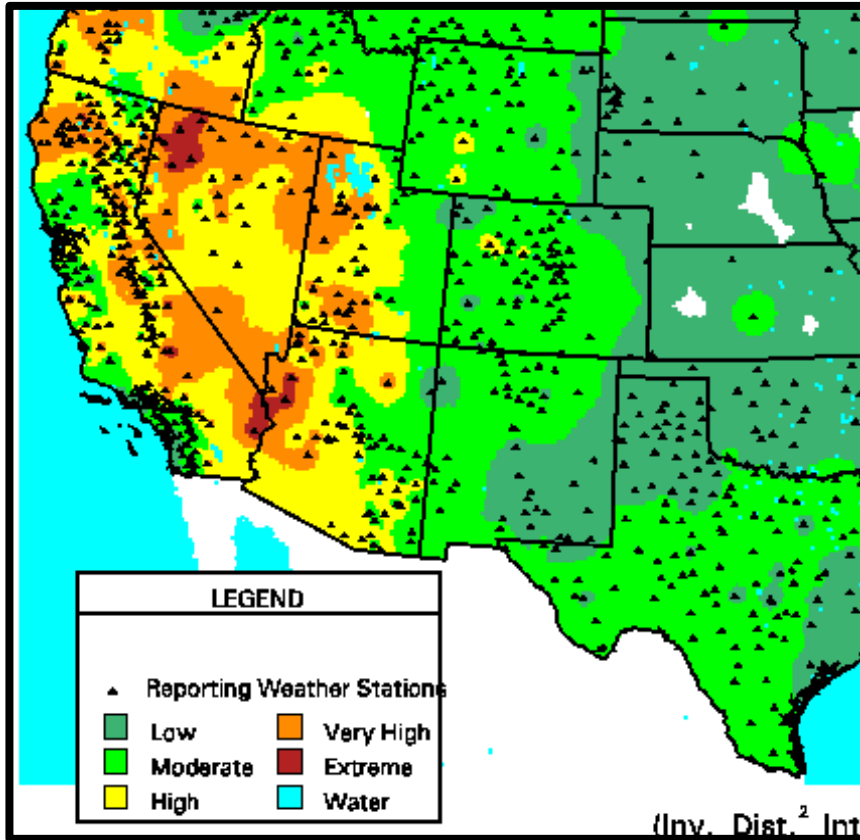 LEGEND
Reporting Weather Stations
Low
Very High
Moderate
Extreme
High
Water
(Inv. Dist.² Int